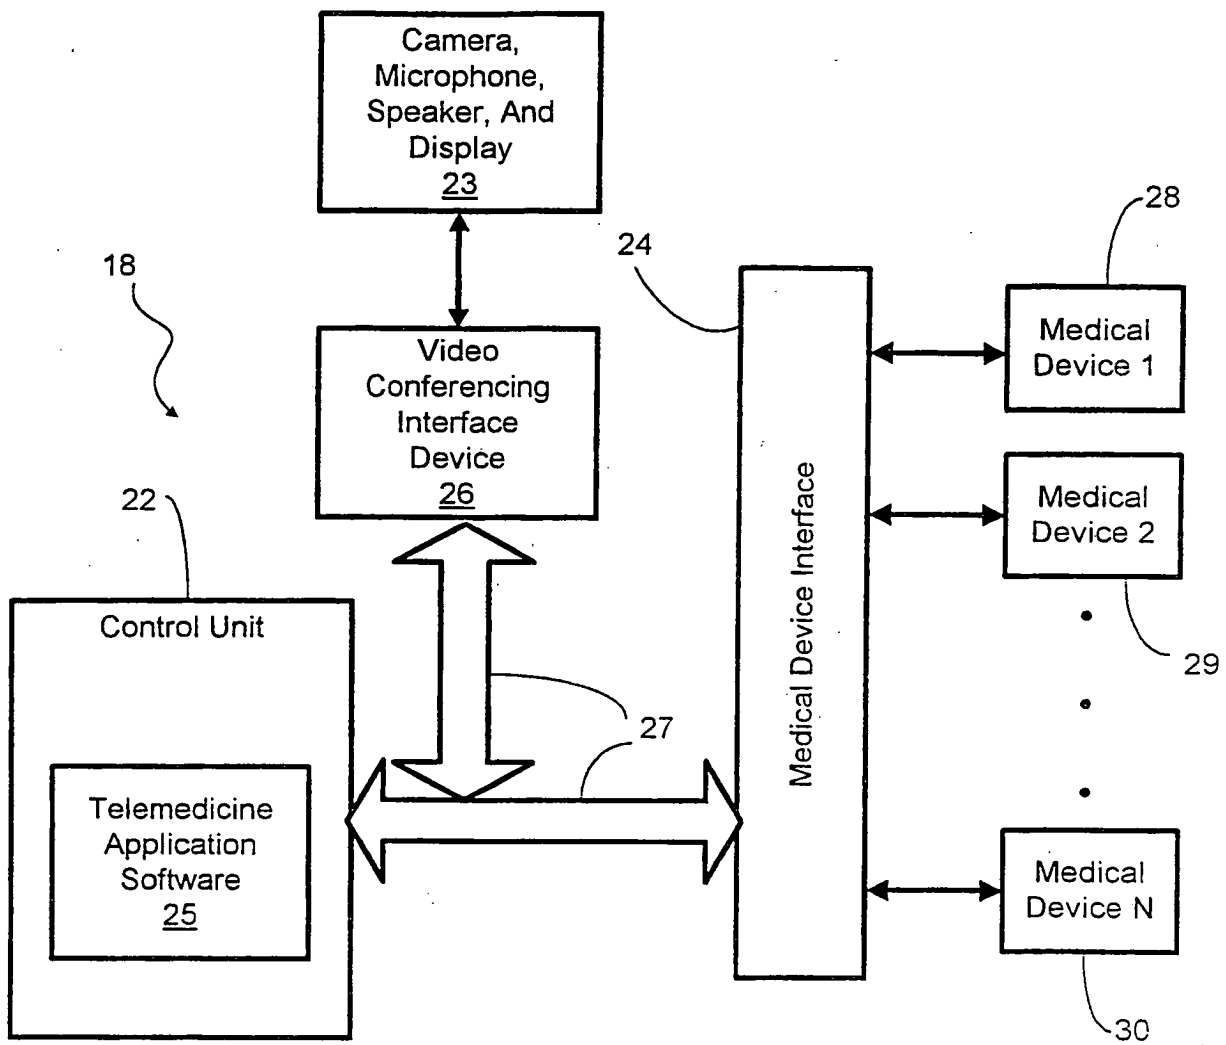 Camera,
Microphone,
Speaker, And
Display
23
18
24
28
Video
Conferencing
Interface
Device
26
Medical
Device 1
22
Medical
Device 2
29
Control Unit
27
Medical Device Interface
Telemedicine
Application
Software
25
Medical
Device N
30